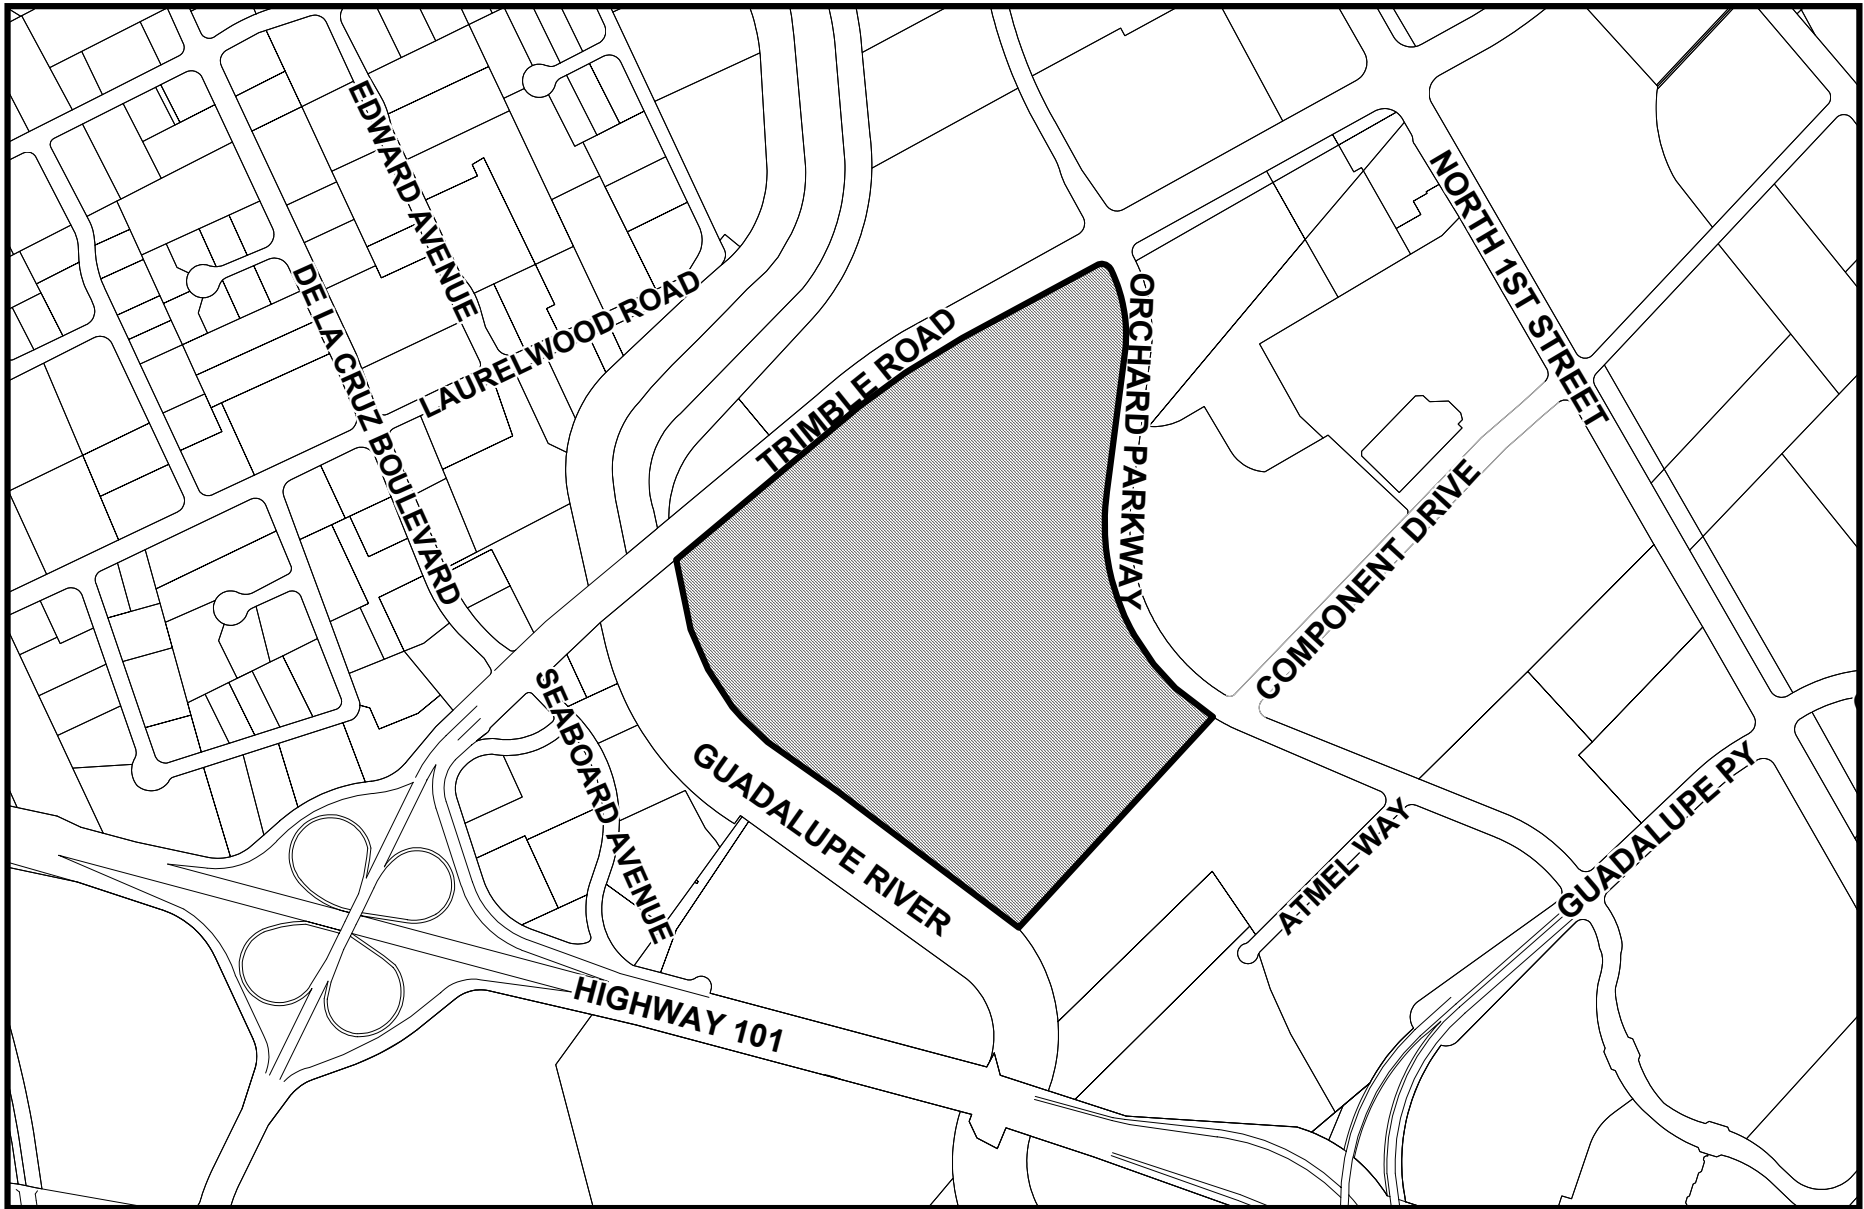 EDWARD AVENUE
NORTH 1ST STREET
DE LA CRUZ BOULEVARD
LAURELWOOD ROAD
ORCHARD PARKWAY
TRIMBLE ROAD
COMPONENT DRIVE
SEABOARD AVENUE
GUADALUPE RIVER
GUADALUPE PY
ATMEL WAY
HIGHWAY 101